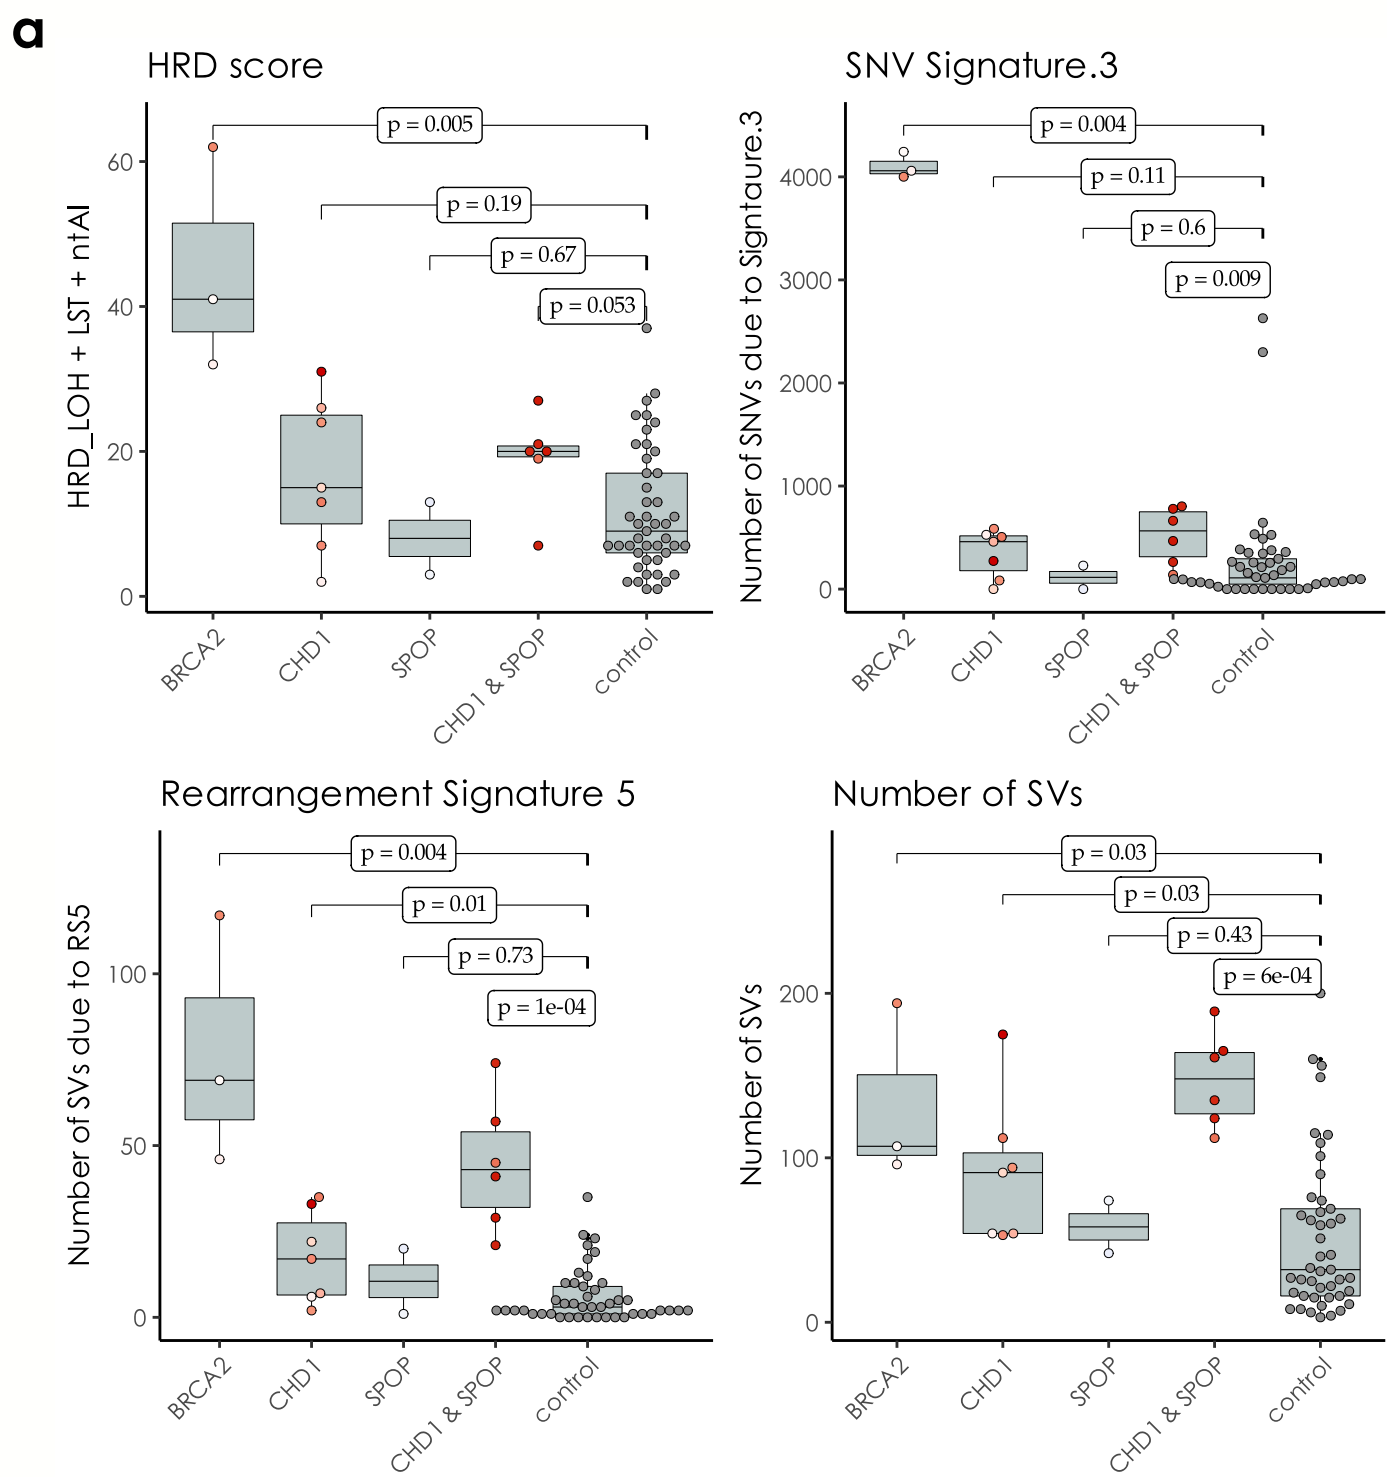 a
HRD score
HRD_LOH + LST + ntAI
60
40
20
0
p = 0.005
p = 0.19
p = 0.67
p = 0.053
BRCA2
CHD1
SPOP
CHD1 & SPOP
control
SNV Signature.3
Number of SNVs due to Signtaure.3
4000
3000
2000
1000
0
p = 0.004
p = 0.11
p = 0.6
p = 0.009
BRCA2
CHD1
SPOP
CHD1 & SPOP
control
Rearrangement Signature 5
Number of SVs due to RS5
100
50
0
p = 0.004
p = 0.01
p = 0.73
p = 1e-04
BRCA2
CHD1
SPOP
CHD1 & SPOP
control
Number of SVs
Number of SVs
200
100
0
p = 0.03
p = 0.03
p = 0.43
p = 6e-04
BRCA2
CHD1
SPOP
CHD1 & SPOP
control